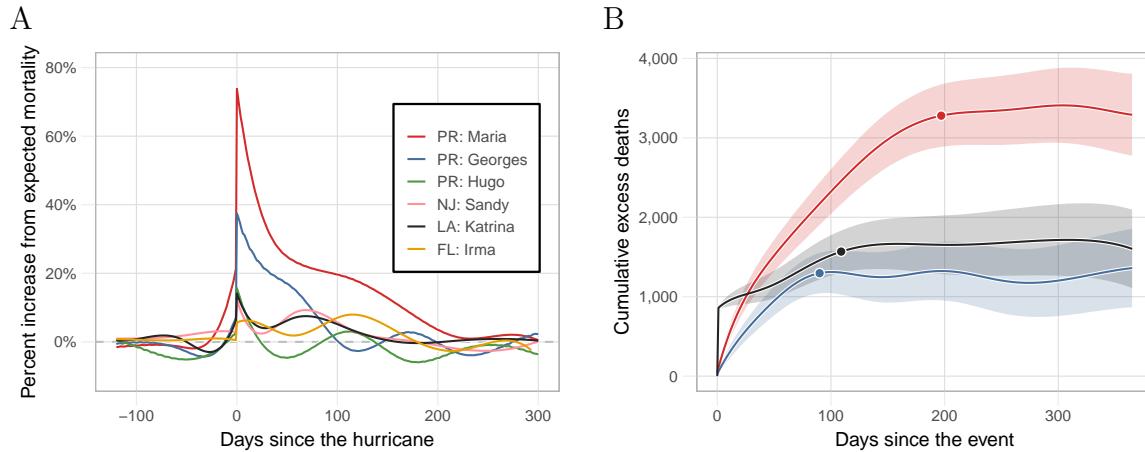 A
Percent increase from expected mortality
80%
60%
40%
20%
0%
−100
0
100
200
300
Days since the hurricane
PR: Maria
PR: Georges
PR: Hugo
NJ: Sandy
LA: Katrina
FL: Irma
B
Cumulative excess deaths
4,000
3,000
2,000
1,000
0
0
100
200
300
Days since the event